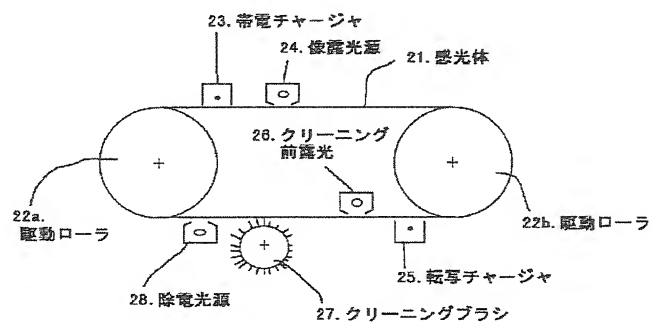 23. 帯電チャージャ
24. 像露光源
21. 感光体
26. クリーニング
前露光
22a.
駆動ローラ
22b. 駆動ローラ
25. 転写チャージャ
28. 除電光源
27. クリーニングブラシ